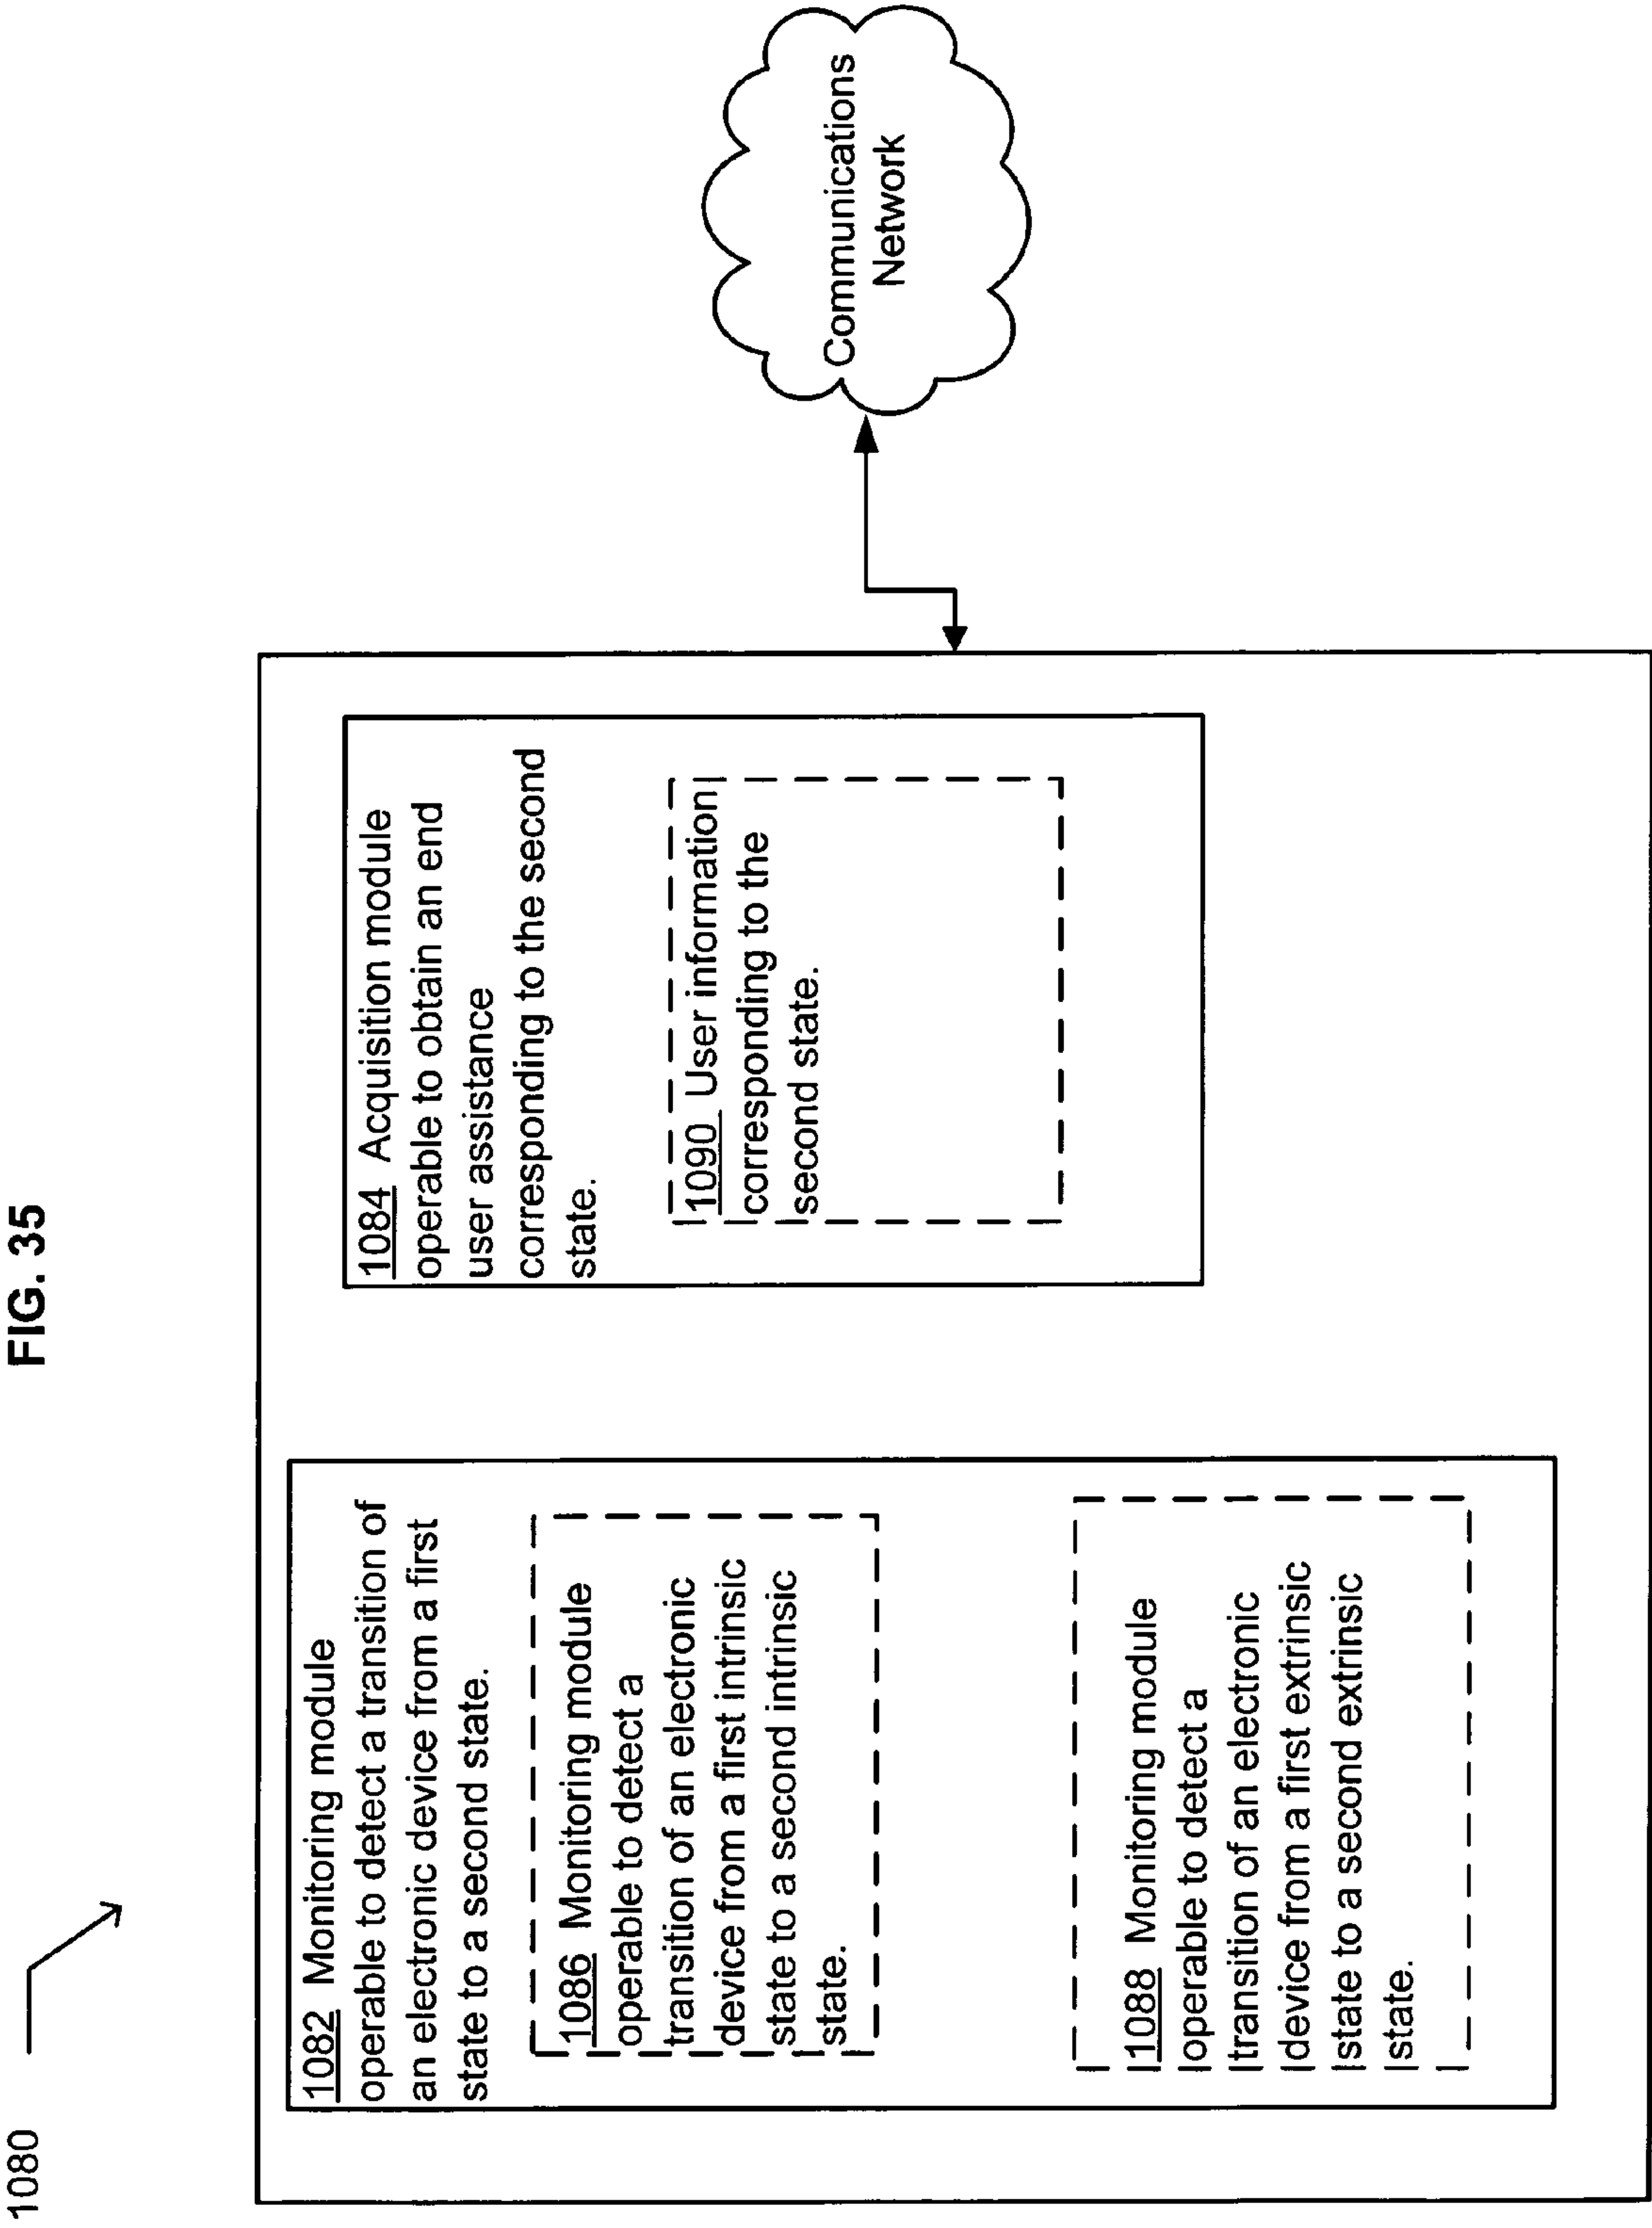 FIG. 35
1080
1082 Monitoring module
operable to detect a transition of
an electronic device from a first
state to a second state.
1086 Monitoring module
operable to detect a
transition of an electronic
device from a first intrinsic
state to a second intrinsic
state.
1088 Monitoring module
operable to detect a
transition of an electronic
device from a first extrinsic
state to a second extrinsic
state.
1084 Acquisition module
operable to obtain an end
user assistance
corresponding to the second
state.
1090 User information
corresponding to the
second state.
Communications
Network